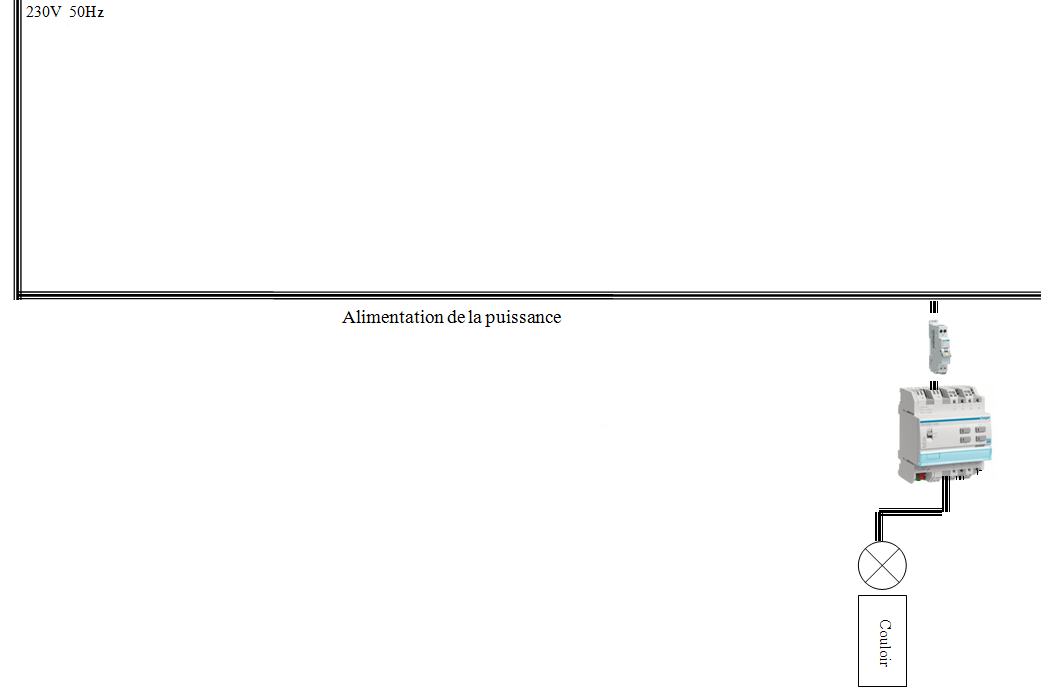 230V 50Hz
Alimentation de la puissance
Couloir